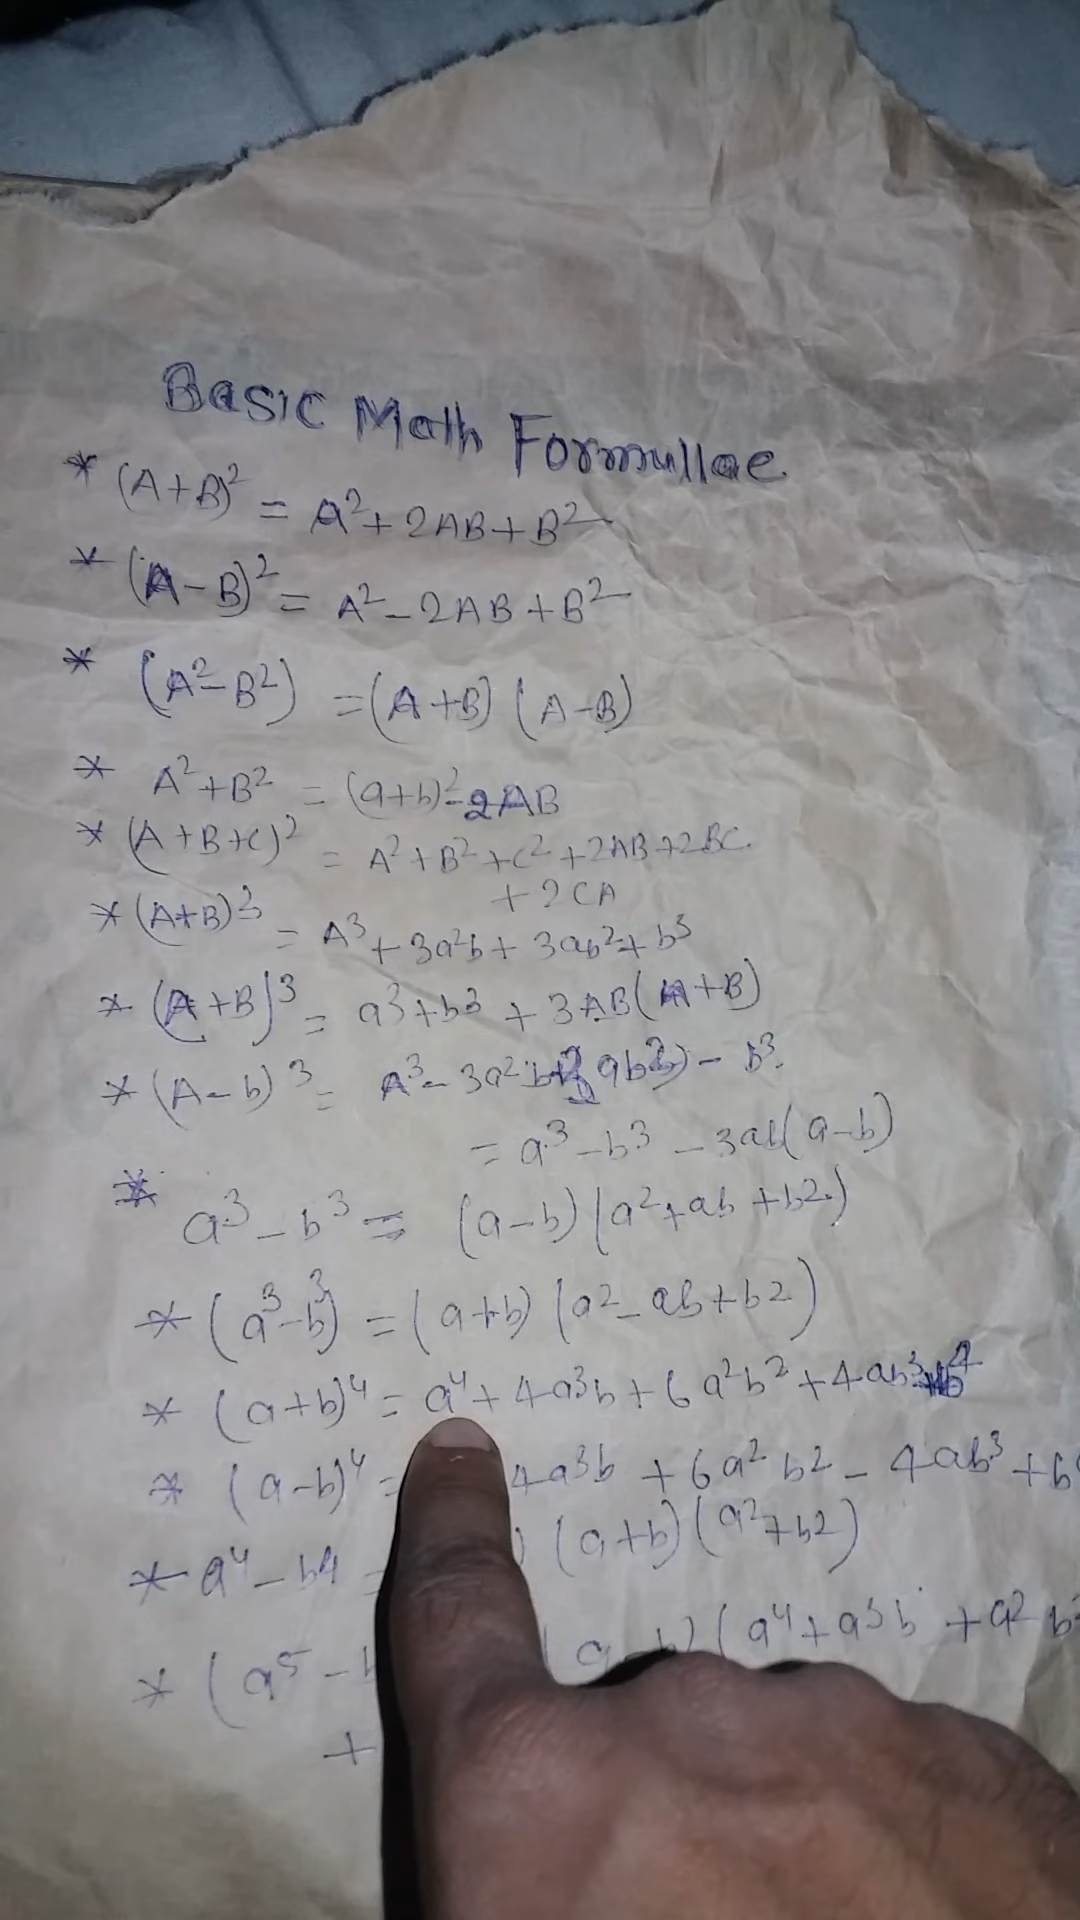 Basic Math Formullae
* (A+B)² = A²+2AB+B²
* (A-B)² = A²-2AB+B²
* (A²-B²) = (A+B) (A-B)
* A²+B² = (a+b)²-2AB
* (A+B+C)² = A²+B²+C²+2AB+2BC
+2CA
* (A+B)³ = A³+3a²b+3ab²+b³
* (A+B)³ = a³+b³+3AB(A+B)
* (A-b)³ = A³-3a²b+3ab²)-b³
= a³-b³-3ab(a-b)
* a³-b³ = (a-b)(a²+ab+b2)
* (a³-b³) = (a+b) (a²-ab+b2)
* (a+b)⁴ = a⁴+4a³b+6a²b²+4ab³+b⁴
* (a-b)⁴ = 4a³b+6a²b2-4ab³+b
* a⁴-b4 = ) (a+b)(a²+b2)
* (a⁵- (a-b)(a⁴+a³b+a²b
+